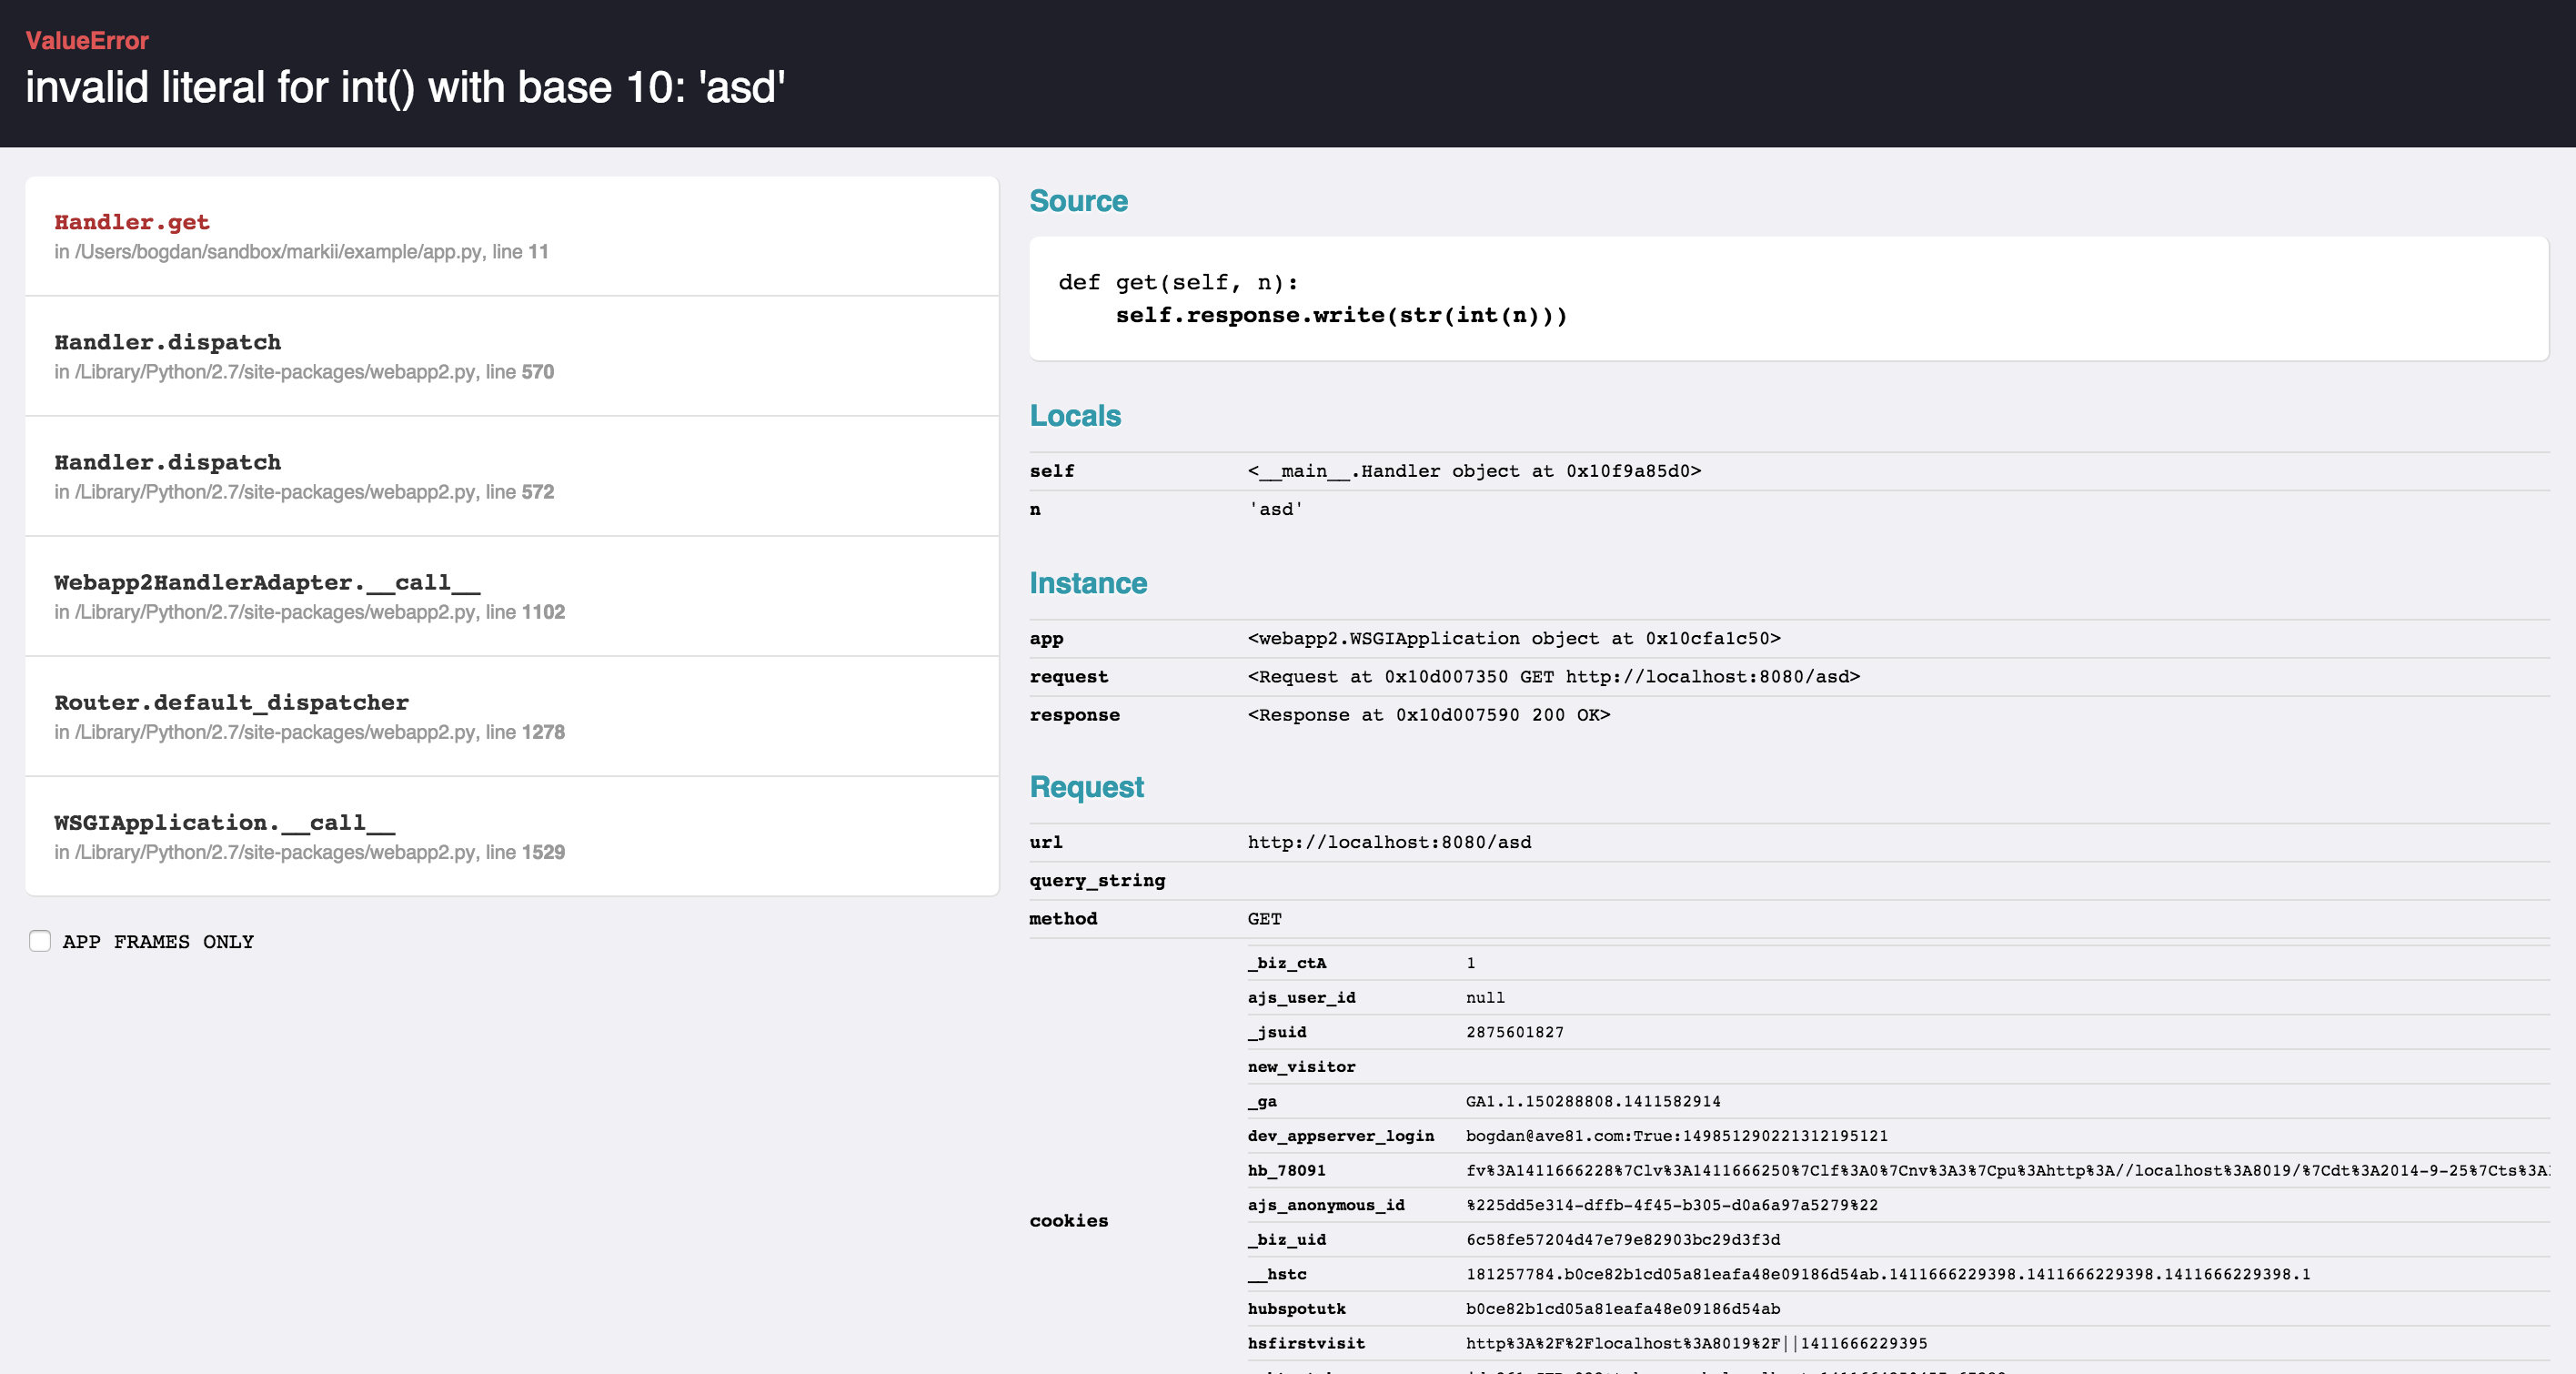 ValueError
invalid literal for int() with base 10: 'asd'
Handler.get
in /Users/bogdan/sandbox/markii/example/app.py, line 11
Handler.dispatch
in /Library/Python/2.7/site-packages/webapp2.py, line 570
Handler.dispatch
in /Library/Python/2.7/site-packages/webapp2.py, line 572
Webapp2HandlerAdapter.__call__
in /Library/Python/2.7/site-packages/webapp2.py, line 1102
Router.default_dispatcher
in /Library/Python/2.7/site-packages/webapp2.py, line 1278
WSGIApplication.__call__
in /Library/Python/2.7/site-packages/webapp2.py, line 1529
APP FRAMES ONLY
Source
def get(self, n):
    self.response.write(str(int(n)))
Locals
self <__main__.Handler object at 0x10f9a85d0>
n 'asd'
Instance
app <webapp2.WSGIApplication object at 0x10cfa1c50>
request <Request at 0x10d007350 GET http://localhost:8080/asd>
response <Response at 0x10d007590 200 OK>
Request
url http://localhost:8080/asd
query_string
method GET
cookies
_biz_ctA 1
ajs_user_id null
_jsuid 2875601827
new_visitor
_ga GA1.1.150288808.1411582914
dev_appserver_login bogdan@ave81.com:True:149851290221312195121
hb_78091 fv%3A1411666228%7Clv%3A1411666250%7Clf%3A0%7Cnv%3A3%7Cpu%3Ahttp%3A//localhost%3A8019/%7Cdt%3A2014-9-25%7Cts%3A
ajs_anonymous_id %225dd5e314-dffb-4f45-b305-d0a6a97a5279%22
_biz_uid 6c58fe57204d47e79e82903bc29d3f3d
__hstc 181257784.b0ce82b1cd05a81eafa48e09186d54ab.1411666229398.1411666229398.1411666229398.1
hubspotutk b0ce82b1cd05a81eafa48e09186d54ab
hsfirstvisit http%3A%2F%2Flocalhost%3A8019%2F||1411666229395